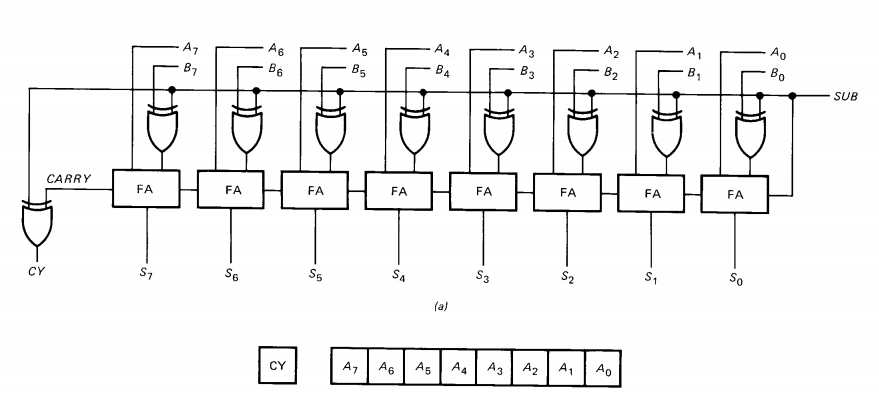 A7 A6 A5 A4 A3 A2 A1 A0
B7 B6 B5 B4 B3 B2 B1 B0
SUB
CARRY FA FA FA FA FA FA FA FA
CY S7 S6 S5 S4 S3 S2 S1 S0
(a)
CY A7 A6 A5 A4 A3 A2 A1 A0